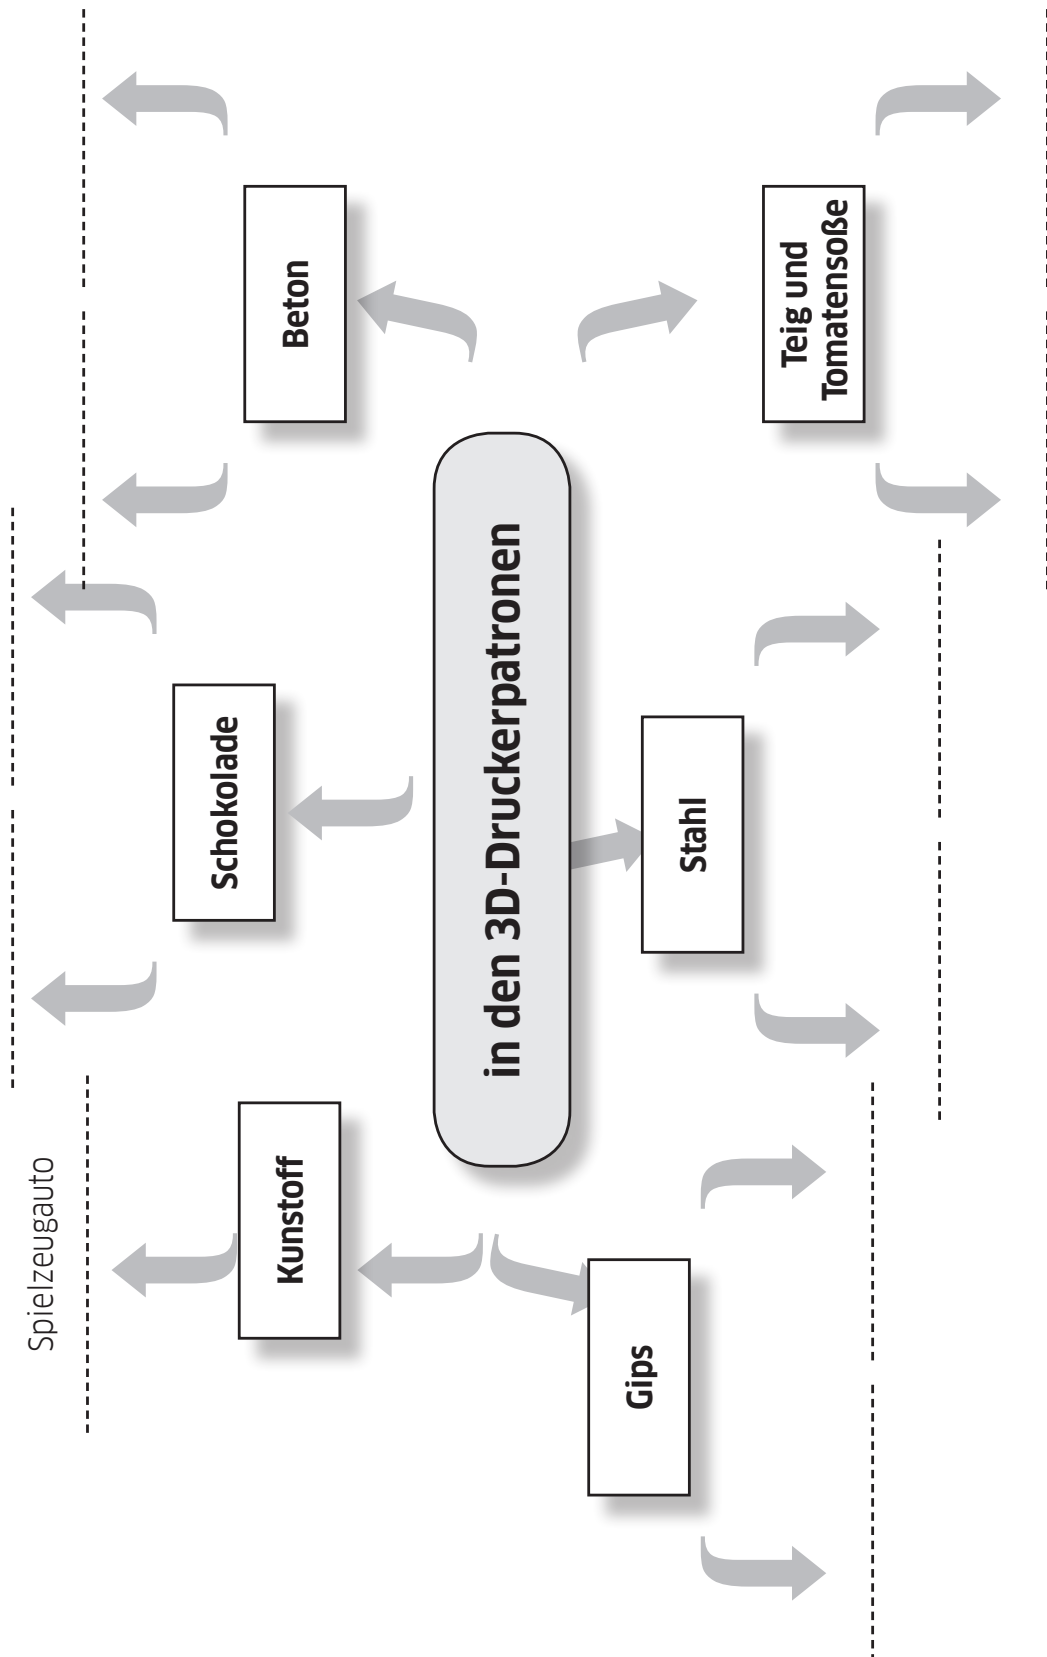 Spielzeugauto
Kunstoff
Schokolade
Beton
in den 3D-Druckerpatronen
Gips
Stahl
Teig und
Tomatensoße